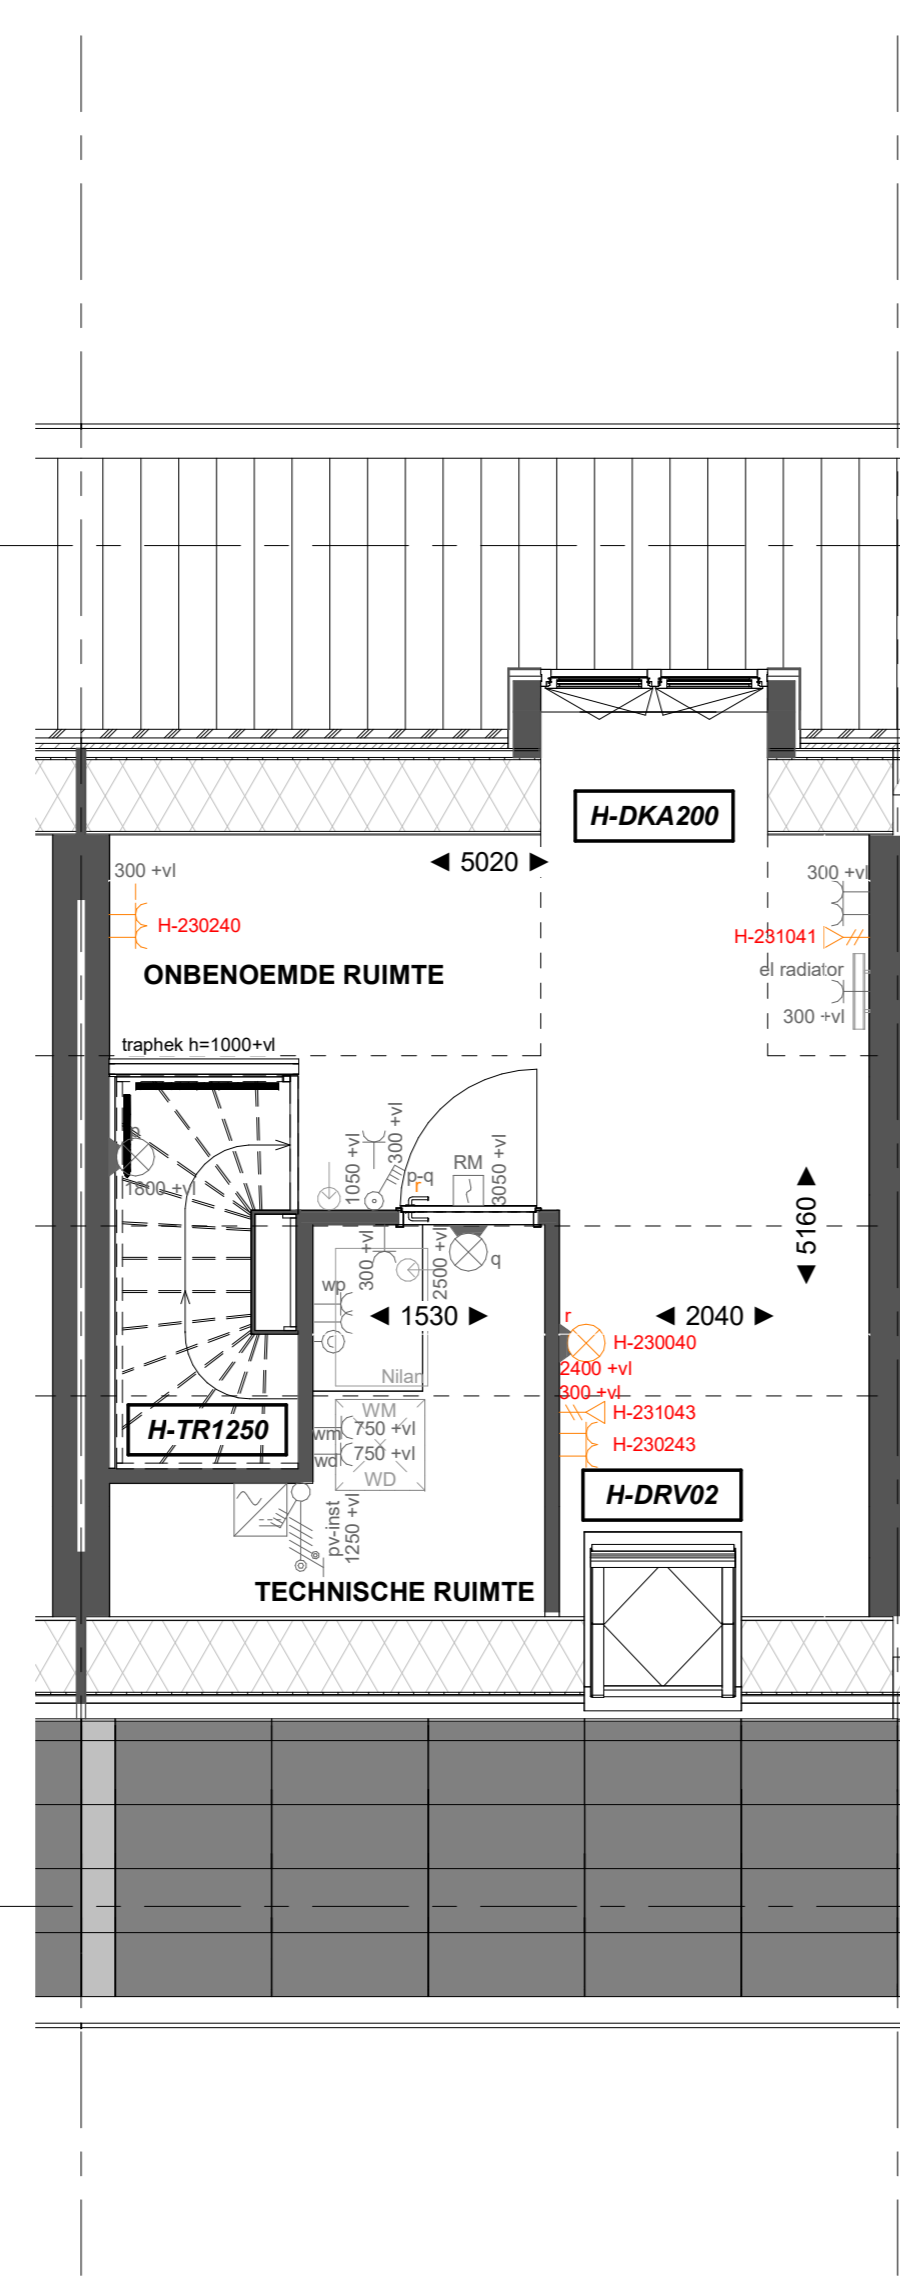 H-DKA200
◄ 5020 ►
300 +vl
300 +vl
H-230240
H-231041
el radiator
ONBENOEMDE RUIMTE
300 +vl
traphek h=1000+vl
1050 +vl
300 +vl
p-q
r
RM
3050 +vl
1800 +vl
◄ 5160 ►
300 +vl
2500 +vl
q
wp
◄ 1530 ►
◄ 2040 ►
r
H-230040
2400 +vl
Nilan
300 +vl
WM
H-231043
H-TR1250
wm
750 +vl
H-230243
wd
750 +vl
WD
H-DRV02
pv-inst
1250 +vl
TECHNISCHE RUIMTE